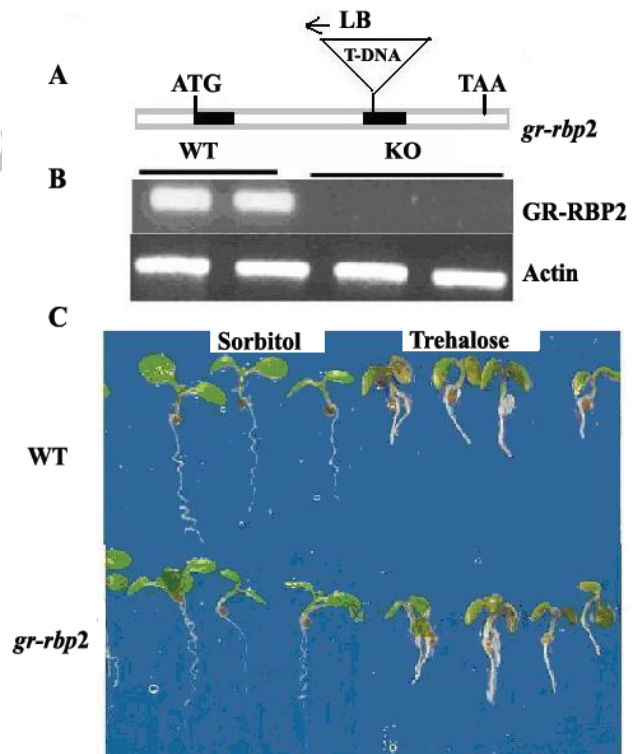 LB
A
T-DNA
ATG
TAA
gr-rbp2
WT
KO
B
GR-RBP2
Actin
C
Sorbitol
Trehalose
WT
gr-rbp2